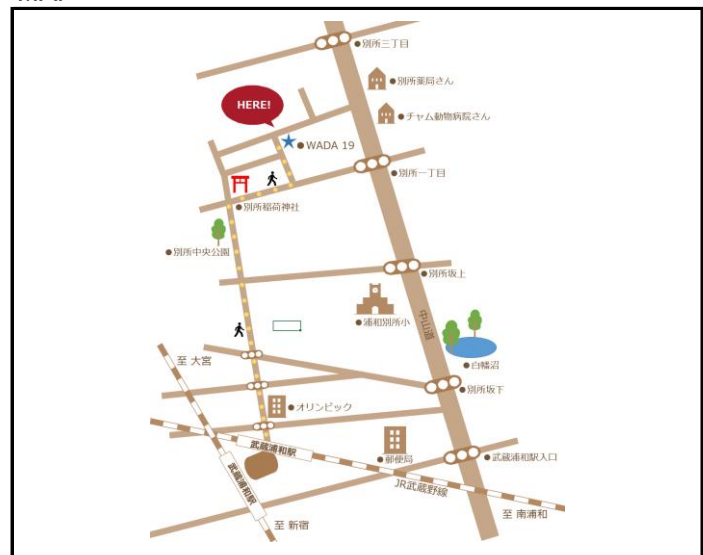 ●別所三丁目
●別所薬局さん
HERE!
●チャム動物病院さん
●WADA 19
●別所一丁目
●別所稲荷神社
●別所中央公園
●別所坂上
●浦和別所小
中山道
●白幡沼
至 大宮
●別所坂下
●オリンピック
武蔵浦和駅
●郵便局
●武蔵浦和駅入口
武蔵浦和駅
JR武蔵野線
至 南浦和
至 新宿